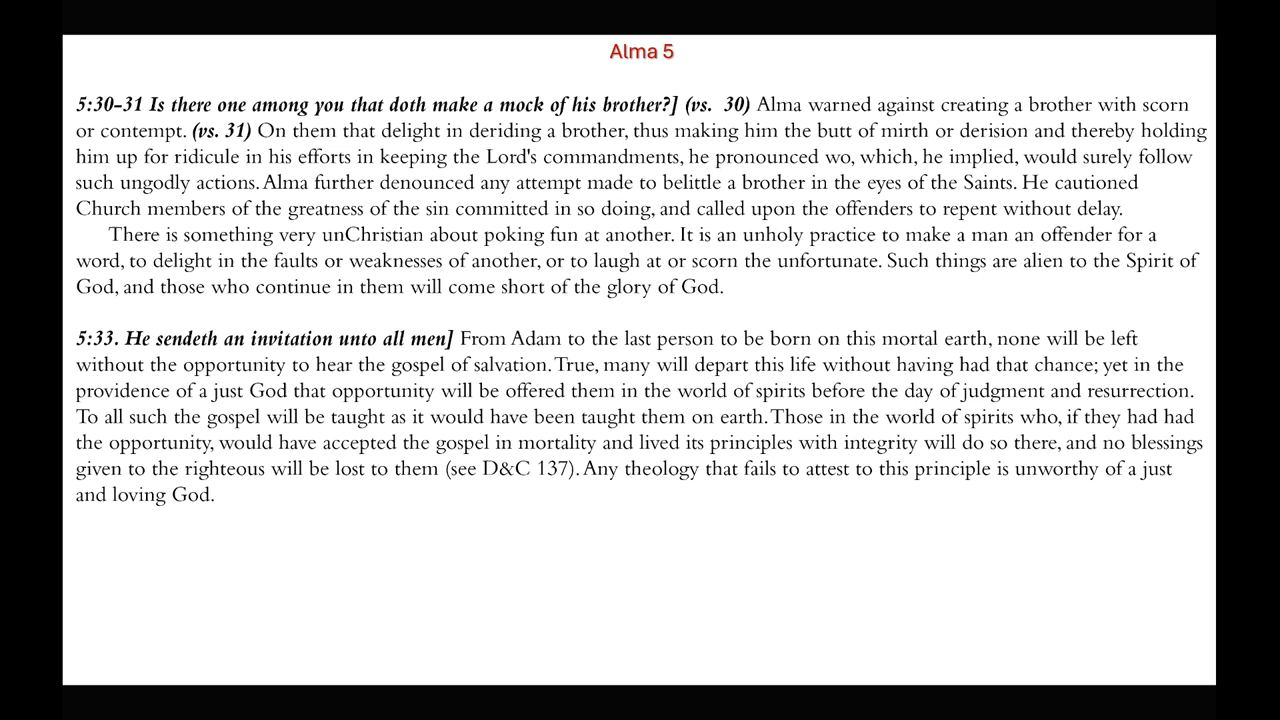 Alma 5
5:30-31 Is there one among you that doth make a mock of his brother?] (vs. 30) Alma warned against creating a brother with scorn
or contempt. (vs. 31) On them that delight in deriding a brother, thus making him the butt of mirth or derision and thereby holding
him up for ridicule in his efforts in keeping the Lord's commandments, he pronounced wo, which, he implied, would surely follow
such ungodly actions. Alma further denounced any attempt made to belittle a brother in the eyes of the Saints. He cautioned
Church members of the greatness of the sin committed in so doing, and called upon the offenders to repent without delay.
There is something very unChristian about poking fun at another. It is an unholy practice to make a man an offender for a
word, to delight in the faults or weaknesses of another, or to laugh at or scorn the unfortunate. Such things are alien to the Spirit of
God, and those who continue in them will come short of the glory of God.
5:33. He sendeth an invitation unto all men] From Adam to the last person to be born on this mortal earth, none will be left
without the opportunity to hear the gospel of salvation. True, many will depart this life without having had that chance; yet in the
providence of a just God that opportunity will be offered them in the world of spirits before the day of judgment and resurrection.
To all such the gospel will be taught as it would have been taught them on earth. Those in the world of spirits who, if they had had
the opportunity, would have accepted the gospel in mortality and lived its principles with integrity will do so there, and no blessings
given to the righteous will be lost to them (see D&C 137). Any theology that fails to attest to this principle is unworthy of a just
and loving God.